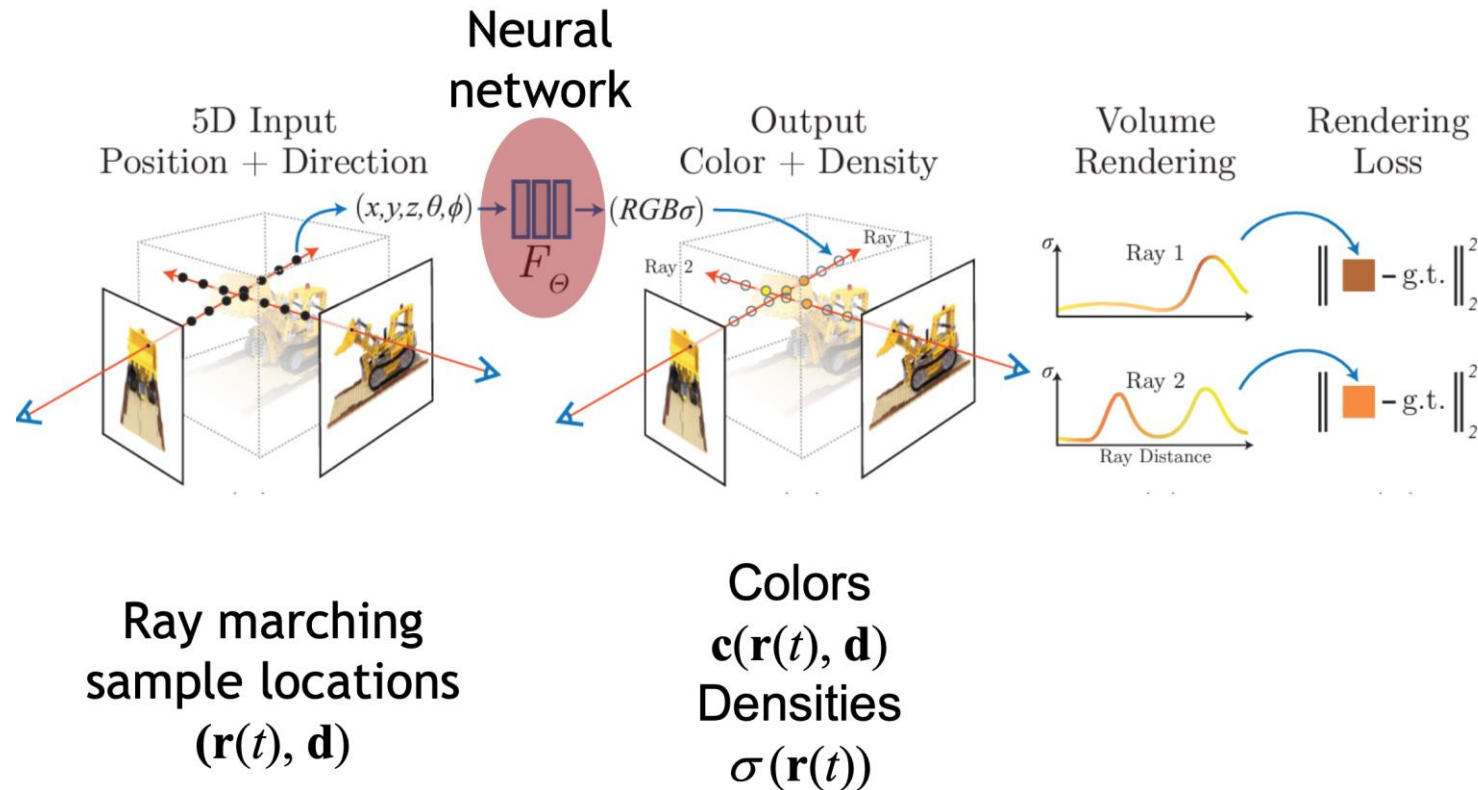 Neural
network
5D Input
Position + Direction
(x,y,z,θ,ϕ)
F_Θ
(RGBσ)
Output
Color + Density
Ray 1
Ray 2
Volume
Rendering
σ
Ray 1
σ
Ray 2
Ray Distance
Rendering
Loss
‖ - g.t. ‖²₂
‖ - g.t. ‖²₂
Ray marching
sample locations
(r(t), d)
Colors
c(r(t), d)
Densities
σ(r(t))